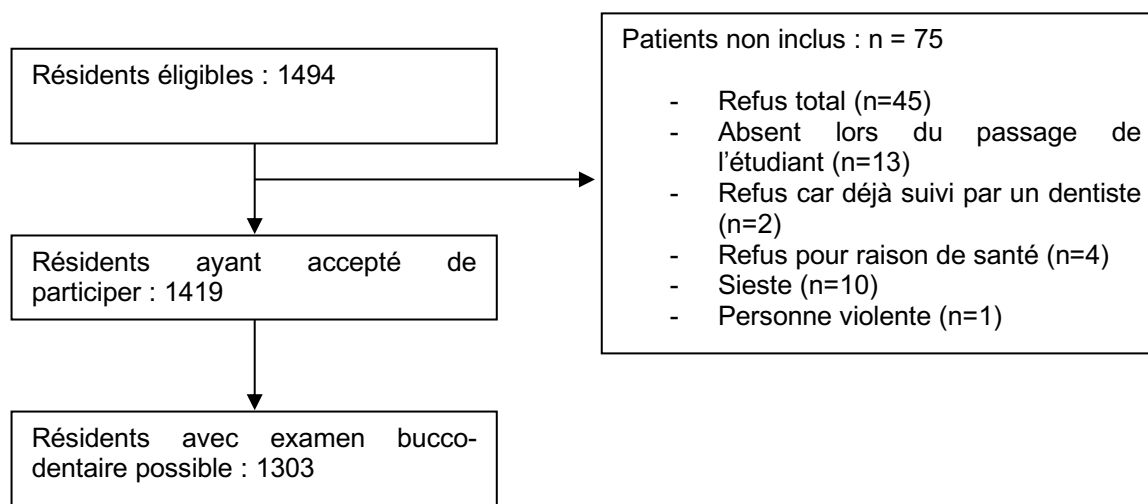 Résidents éligibles : 1494
Patients non inclus : n = 75
- Refus total (n=45)
- Absent lors du passage de
l’étudiant (n=13)
- Refus car déjà suivi par un dentiste
(n=2)
- Refus pour raison de santé (n=4)
- Sieste (n=10)
- Personne violente (n=1)
Résidents ayant accepté de
participer : 1419
Résidents avec examen bucco-
dentaire possible : 1303